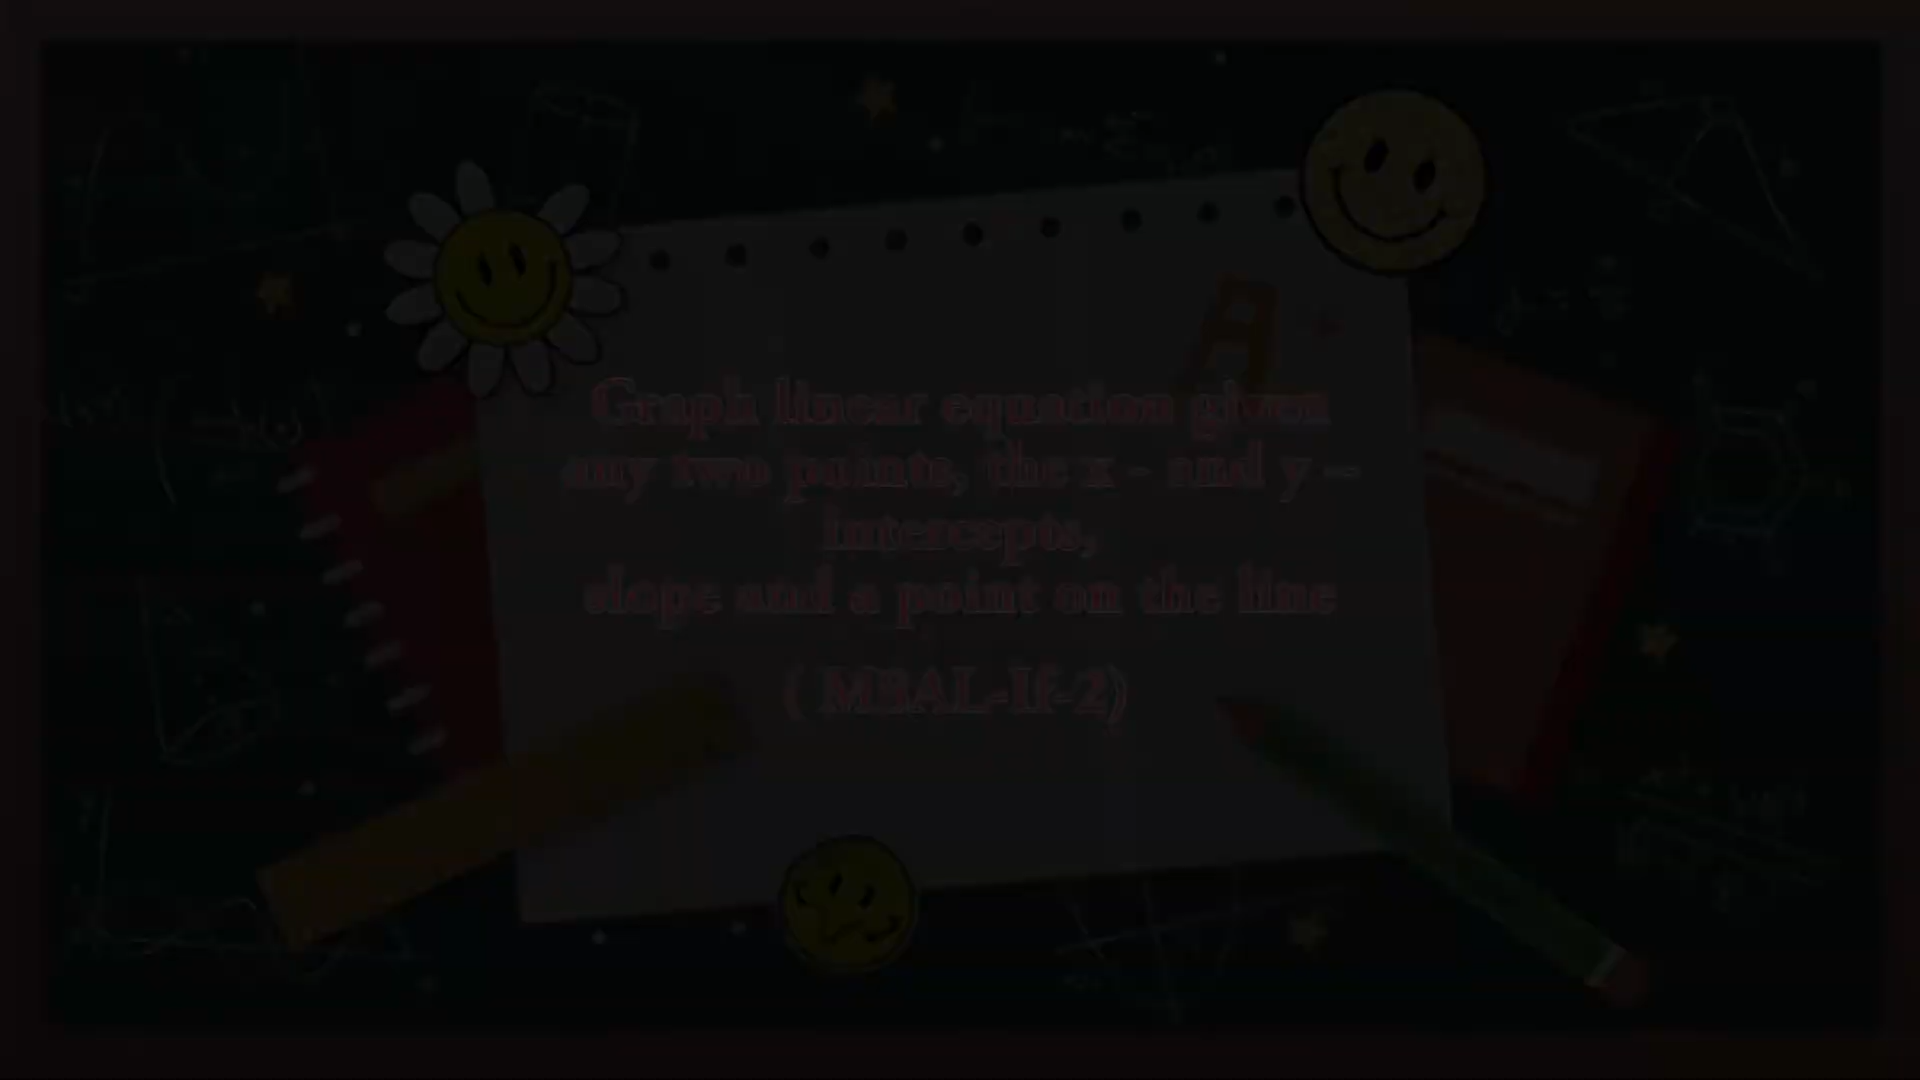 A+
Graph linear equation given
any two points, the x - and y –
intercepts,
slope and a point on the line
( M8AL-If-2)